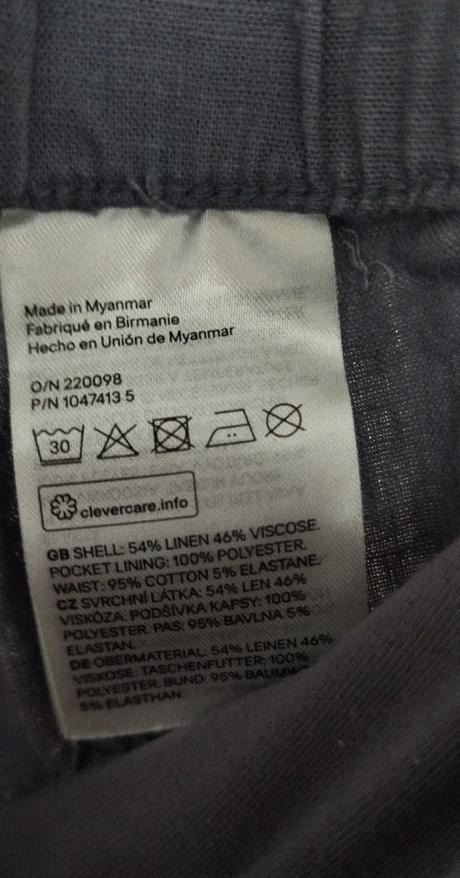 Made in Myanmar
Fabriqué en Birmanie
Hecho en Unión de Myanmar
O/N 220098
P/N 1047413 5
30
clevercare.info
GB SHELL: 54% LINEN 46% VISCOSE.
POCKET LINING: 100% POLYESTER.
WAIST: 95% COTTON 5% ELASTANE.
CZ SVRCHNÍ LÁTKA: 54% LEN 46%
VISKÓZA. PODŠÍVKA KAPSY: 100%
POLYESTER. PAS: 95% BAVLNA 5%
ELASTAN.
DE OBERMATERIAL: 54% LEINEN 46%
VISKOSE. TASCHENFUTTER: 100%
POLYESTER. BUND: 95% BAUMW
5% ELASTHAN